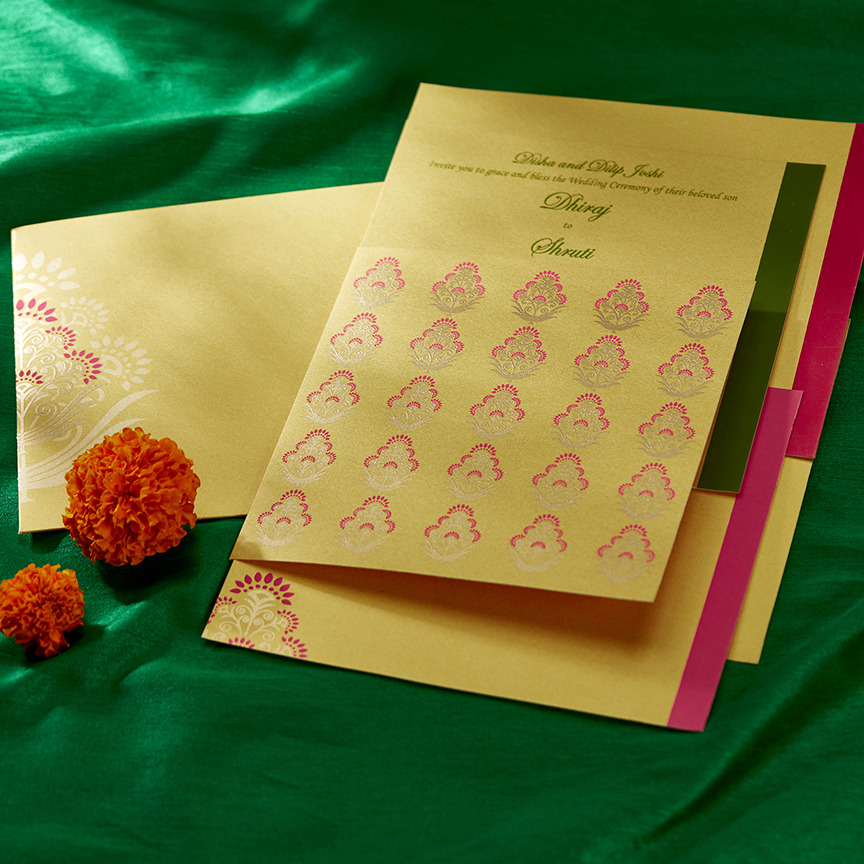 Disha and Dilip Joshi
Invite you to grace and bless the Wedding Ceremony of their beloved son
Dhiraj
to
Shruti